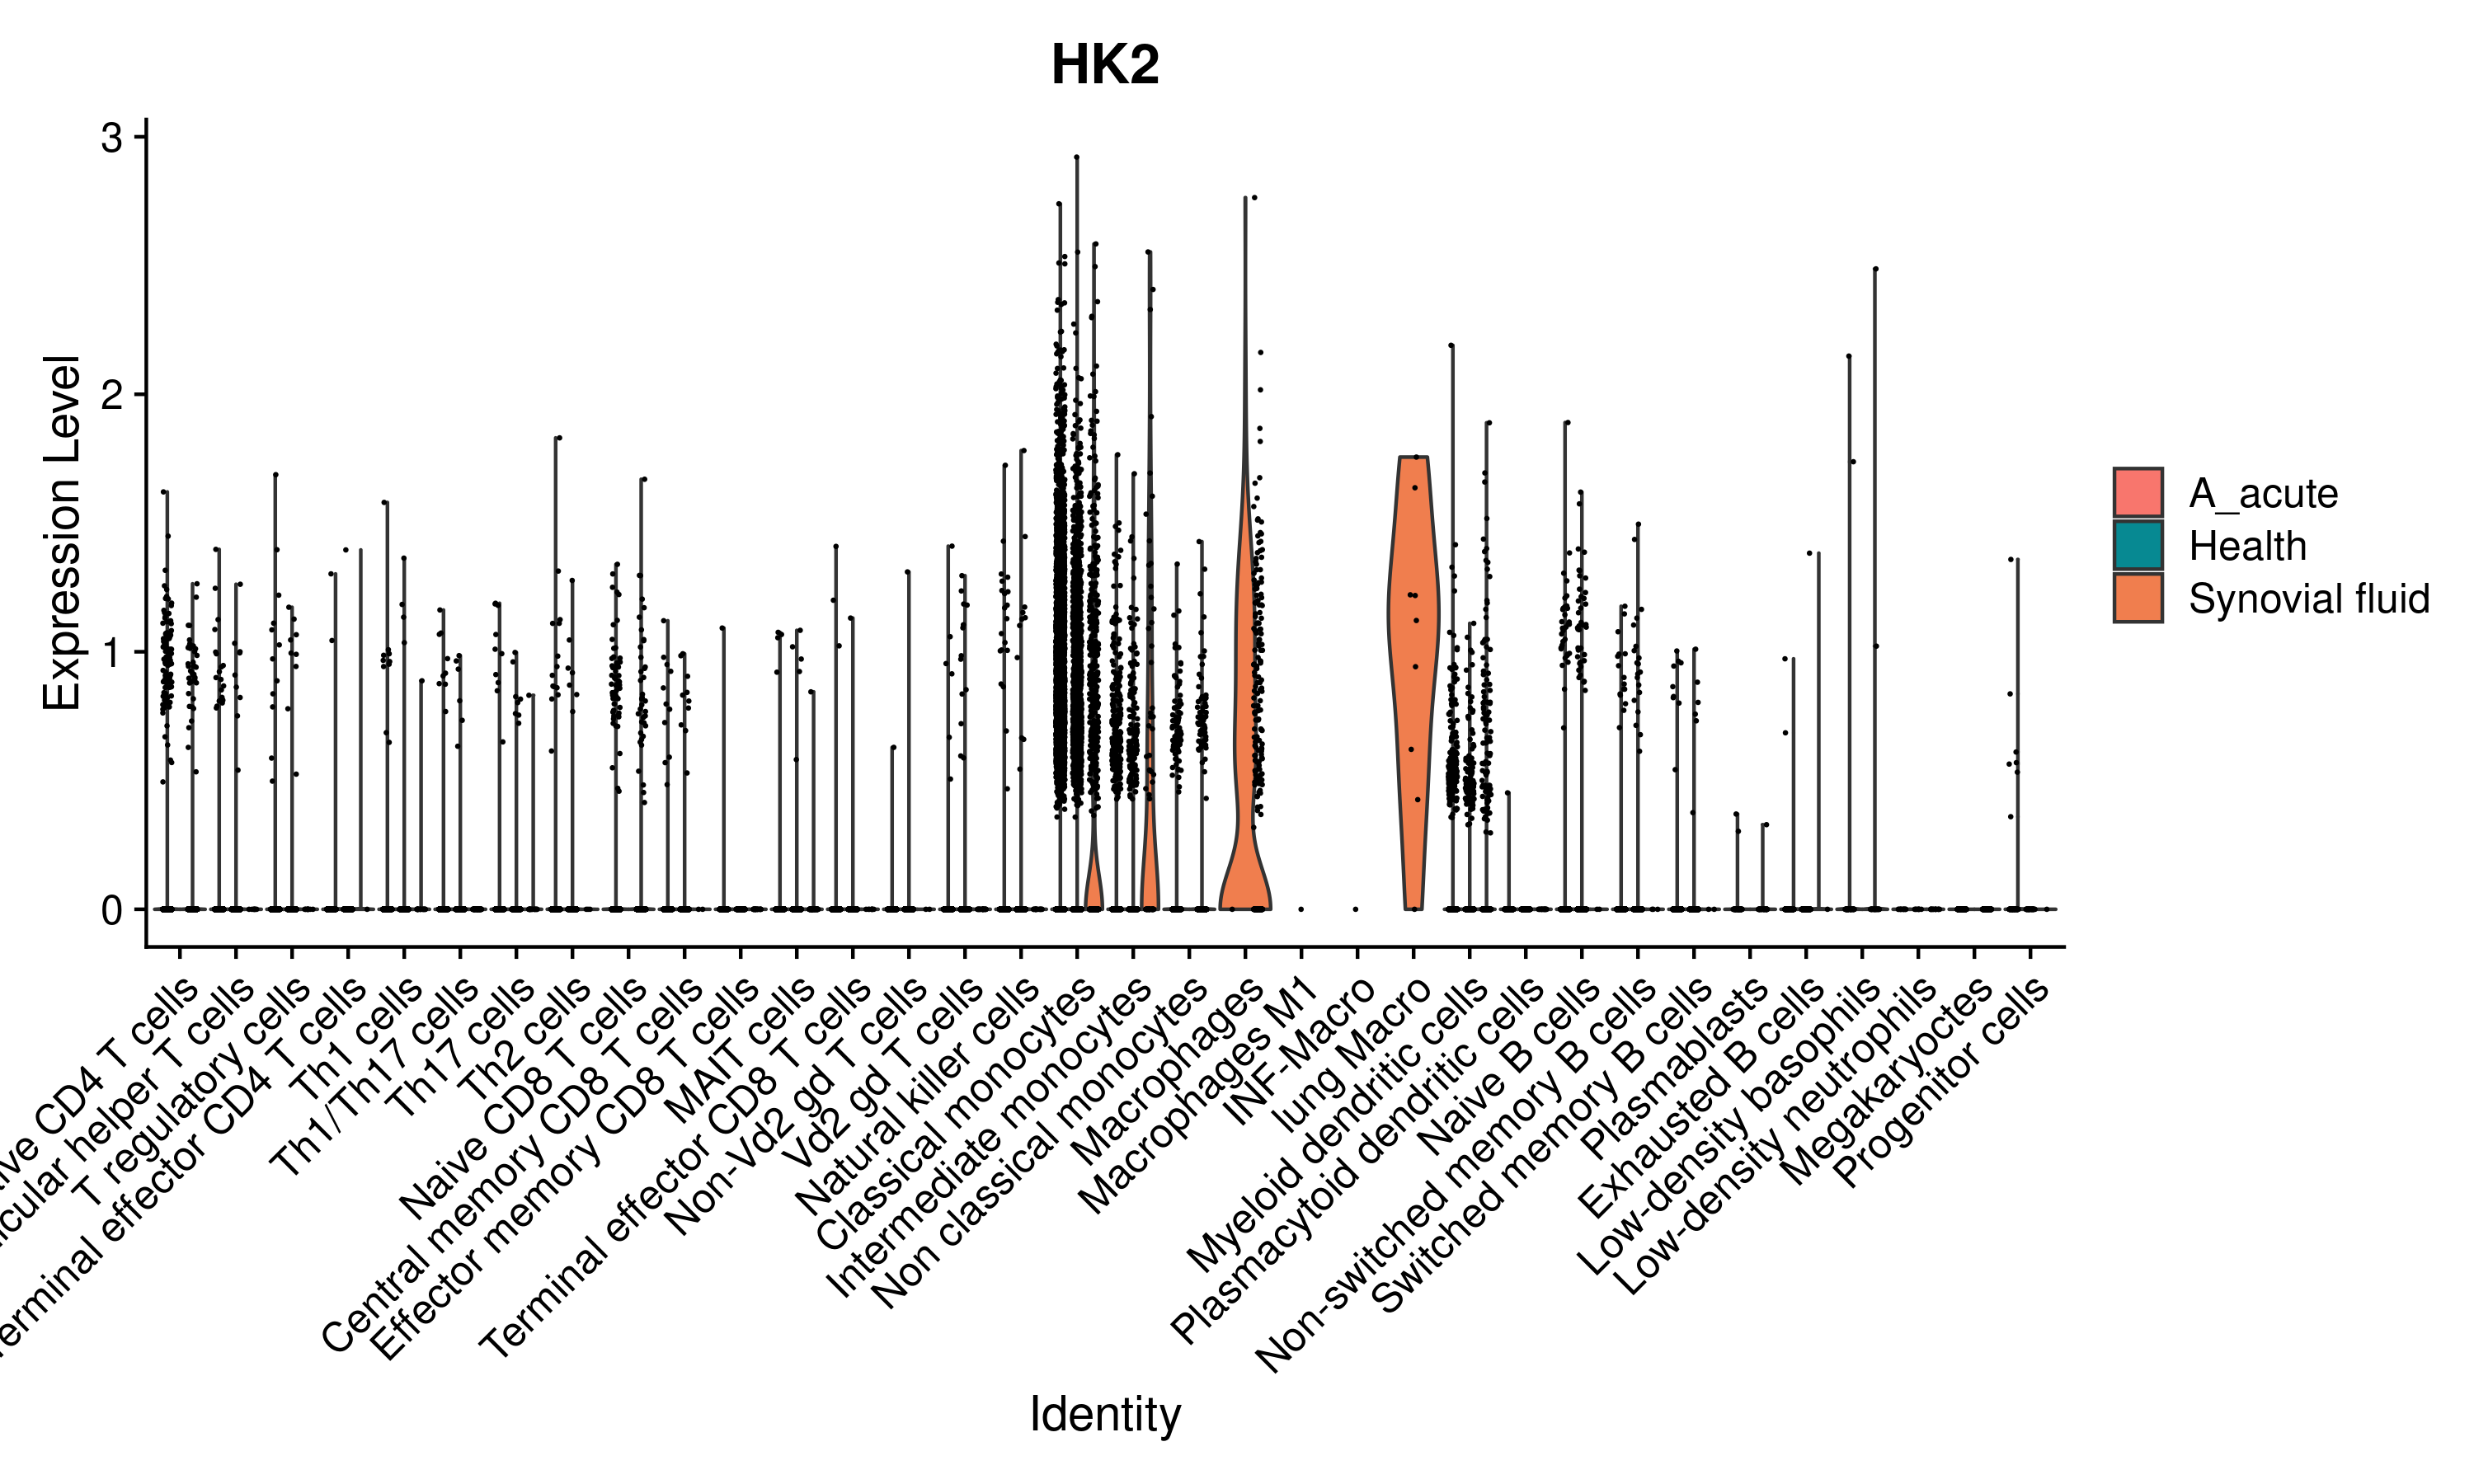 HK2
Expression Level
3
2
1
0
CD4 T cells
helper T cells
T regulatory cells
effector CD4 T cells
Th1 cells
Th1/Th17 cells
Th17 cells
Th2 cells
Naive CD8 T cells
Central memory CD8 T cells
Effector memory CD8 T cells
MAIT cells
Terminal effector CD8 T cells
Non-Vd2 gd T cells
Vd2 gd T cells
Natural killer cells
Classical monocytes
Intermediate monocytes
Non classical monocytes
Macrophages
Macrophages M1
INF-Macro
lung Macro
Myeloid dendritic cells
Plasmacytoid dendritic cells
Naive B cells
Non-switched memory B cells
Switched memory B cells
Plasmablasts
Exhausted B cells
Low-density basophils
Low-density neutrophils
Megakaryocytes
Progenitor cells
Identity
A_acute
Health
Synovial fluid